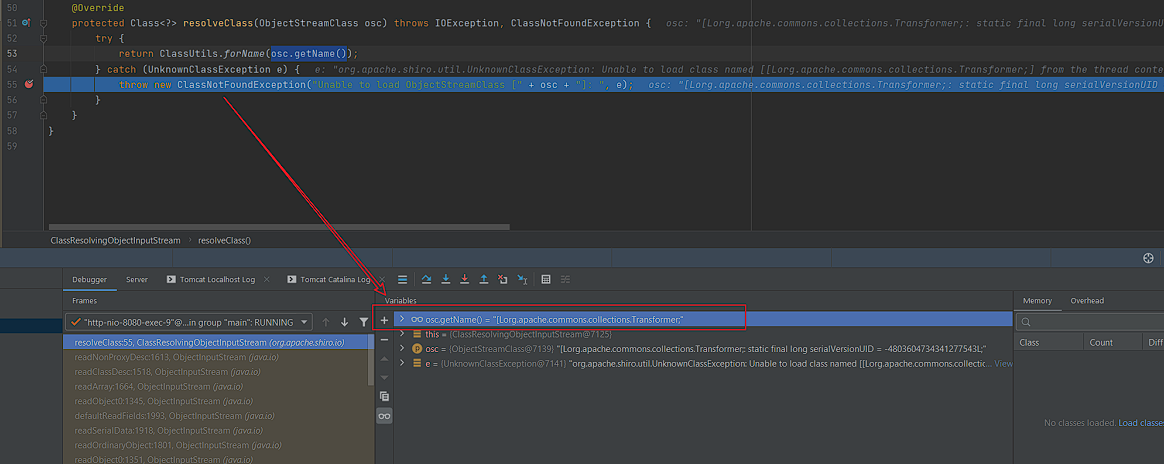 50 @Override
51 protected Class<?> resolveClass(ObjectStreamClass osc) throws IOException, ClassNotFoundException { osc: "[Lorg.apache.commons.collections.Transformer;: static final long serialVersionU
52 try {
53 return ClassUtils.forName(osc.getName());
54 } catch (UnknownClassException e) { e: "org.apache.shiro.util.UnknownClassException: Unable to load class named [[Lorg.apache.commons.collections.Transformer;] from the thread conte
55 throw new ClassNotFoundException("Unable to load ObjectStreamClass [" + osc + "]: ", e); osc: "[Lorg.apache.commons.collections.Transformer;: static final long serialVersionUID
56 }
57 }
58 }
59
ClassResolvingObjectInputStream › resolveClass()
Debugger Server Tomcat Localhost Log Tomcat Catalina Log
Frames Variables Memory Overhead
"http-nio-8080-exec-9"@...in group "main": RUNNING
osc.getName() = "[Lorg.apache.commons.collections.Transformer;"
resolveClass:55, ClassResolvingObjectInputStream (org.apache.shiro.io)
this = {ClassResolvingObjectInputStream@7125}
Class Count Diff
readNonProxyDesc:1613, ObjectInputStream (java.io)
osc = {ObjectStreamClass@7139} "[Lorg.apache.commons.collections.Transformer;: static final long serialVersionUID = -4803604734341277543L;"
readClassDesc:1518, ObjectInputStream (java.io)
e = {UnknownClassException@7141} "org.apache.shiro.util.UnknownClassException: Unable to load class named [[Lorg.apache.commons.collectic... View
readArray:1664, ObjectInputStream (java.io)
readObject0:1345, ObjectInputStream (java.io)
defaultReadFields:1993, ObjectInputStream (java.io)
No classes loaded. Load classes
readSerialData:1918, ObjectInputStream (java.io)
readOrdinaryObject:1801, ObjectInputStream (java.io)
readObject0:1351, ObjectInputStream (java.io)